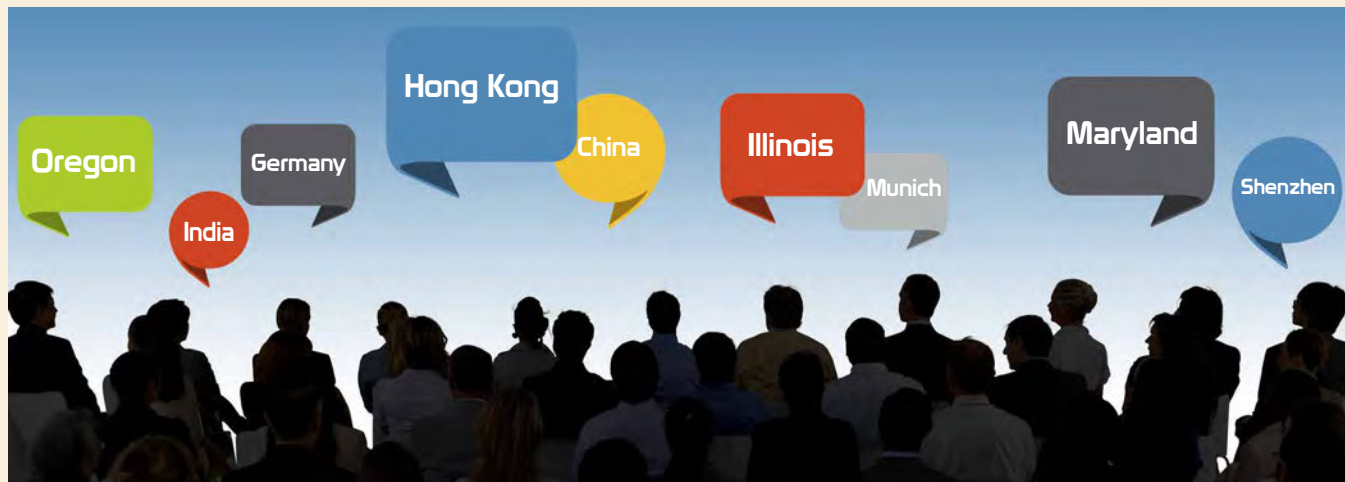 Oregon
India
Germany
Hong Kong
China
Illinois
Munich
Maryland
Shenzhen